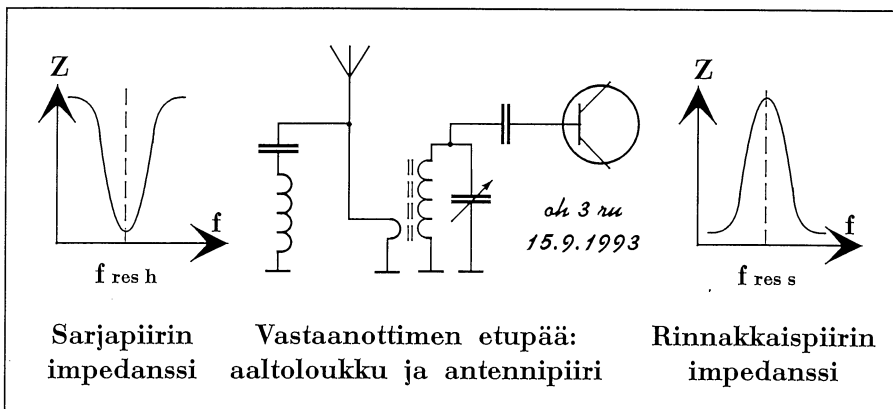 Z
f
f res h
Sarjapiirin
impedanssi
oh 3 ru
15.9.1993
Vastaanottimen etupää:
aaltoloukku ja antennipiiri
Z
f
f res s
Rinnakkaispiirin
impedanssi